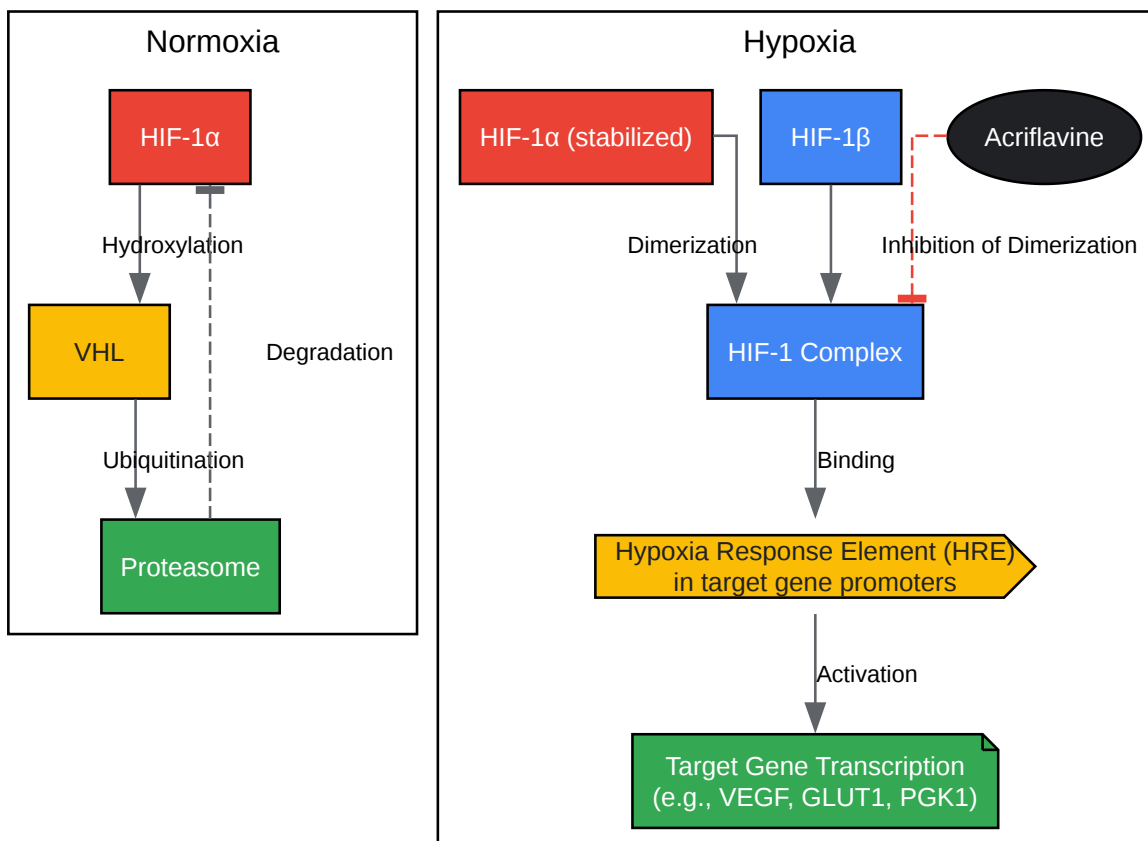 Normoxia
HIF-1α
Hydroxylation
VHL
Degradation
Ubiquitination
Proteasome
Hypoxia
HIF-1α (stabilized)
HIF-1β
Acriflavine
Dimerization
Inhibition of Dimerization
HIF-1 Complex
Binding
Hypoxia Response Element (HRE)
in target gene promoters
Activation
Target Gene Transcription
(e.g., VEGF, GLUT1, PGK1)